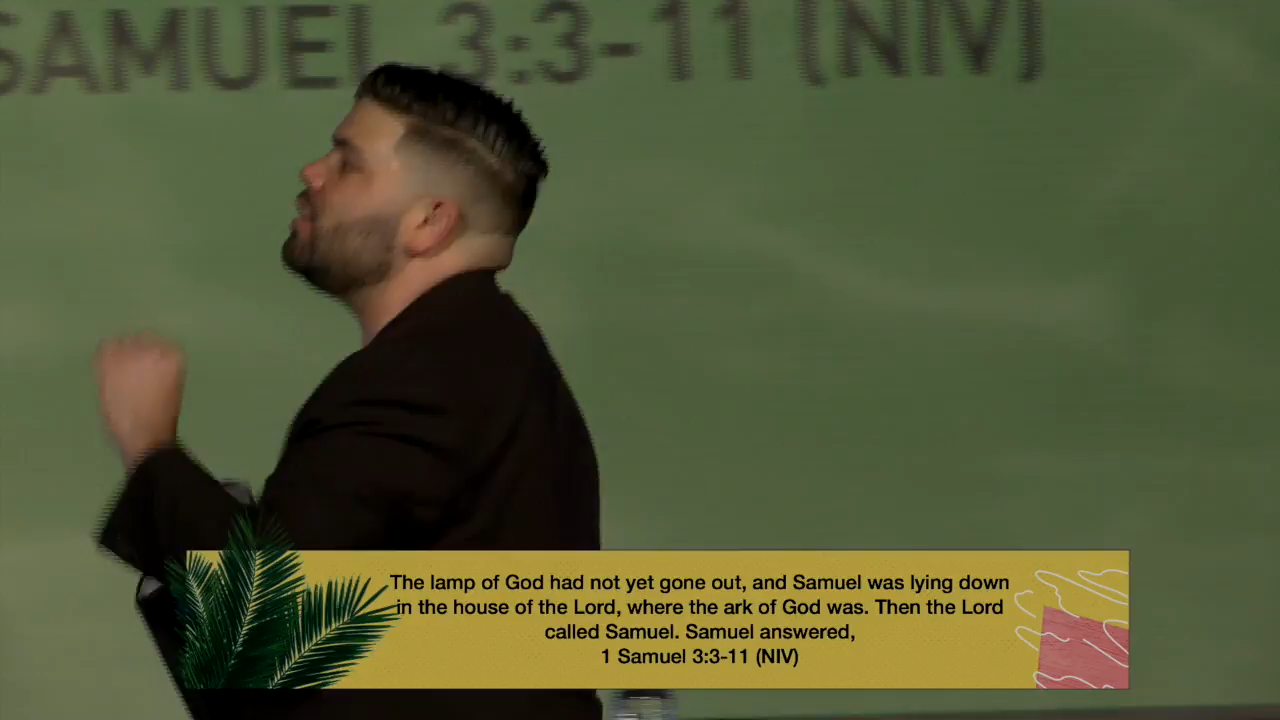 SAMUEL 3:3-11 (NIV)
The lamp of God had not yet gone out, and Samuel was lying down
in the house of the Lord, where the ark of God was. Then the Lord
called Samuel. Samuel answered,
1 Samuel 3:3-11 (NIV)